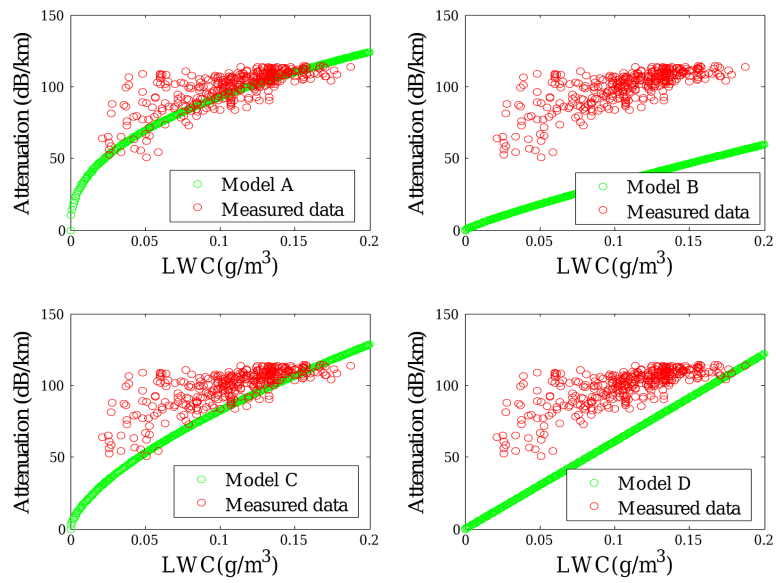 150
100
50
0
Attenuation (dB/km)
Model A
Measured data
0
0.05
0.1
0.15
0.2
LWC(g/m³)
150
100
50
0
Attenuation (dB/km)
Model B
Measured data
0
0.05
0.1
0.15
0.2
LWC(g/m³)
150
100
50
0
Attenuation (dB/km)
Model C
Measured data
0
0.05
0.1
0.15
0.2
LWC(g/m³)
150
100
50
0
Attenuation (dB/km)
Model D
Measured data
0
0.05
0.1
0.15
0.2
LWC(g/m³)